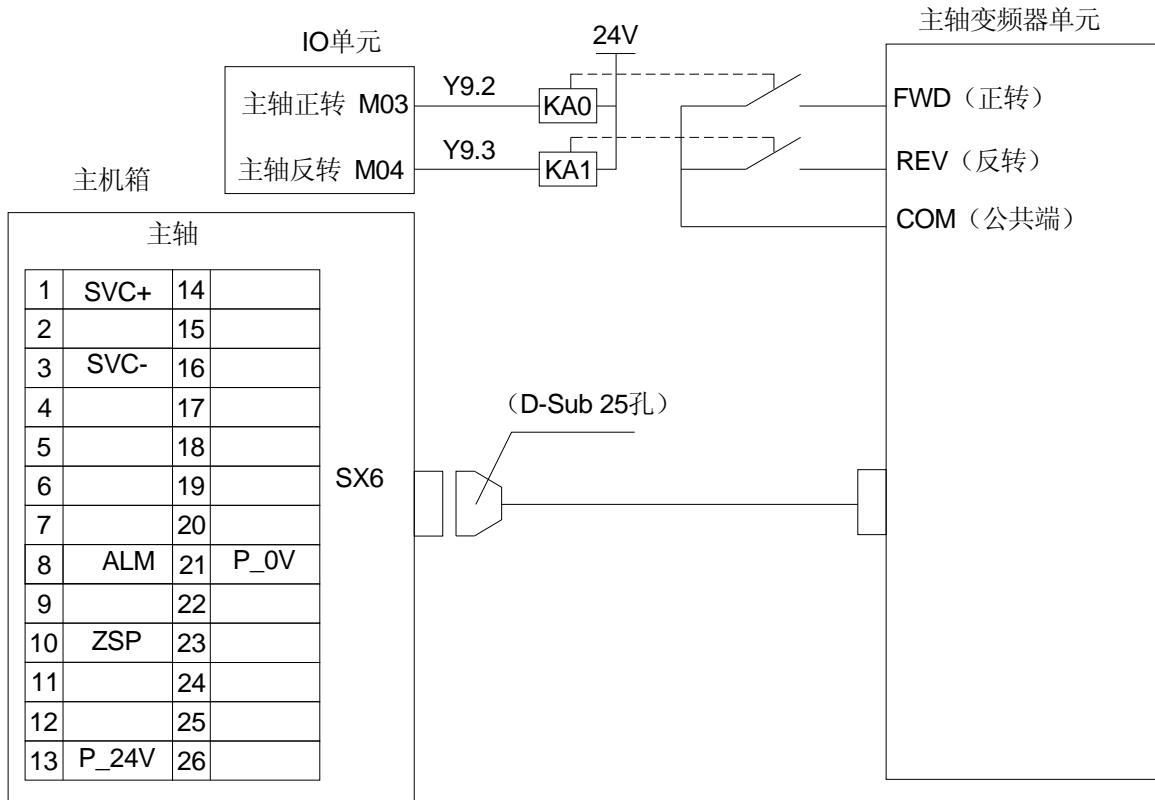 主轴变频器单元
IO单元
24V
主轴正转 M03
Y9.2
KA0
FWD（正转）
主轴反转 M04
Y9.3
KA1
REV（反转）
COM（公共端）
主机箱
主轴
1 SVC+ 14
2 15
3 SVC- 16
4 17
5 18
6 19
7 20
8 ALM 21 P_0V
9 22
10 ZSP 23
11 24
12 25
13 P_24V 26
SX6
（D-Sub 25孔）